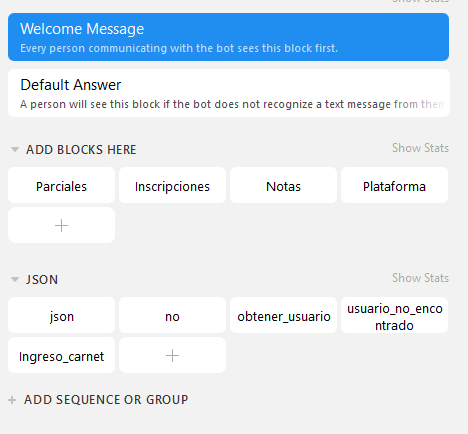 Show Stats
Welcome Message
Every person communicating with the bot sees this block first.
Default Answer
A person will see this block if the bot does not recognize a text message from them
ADD BLOCKS HERE Show Stats
Parciales Inscripciones Notas Plataforma
JSON Show Stats
json no obtener_usuario usuario_no_enco
ntrado
Ingreso_carnet
ADD SEQUENCE OR GROUP